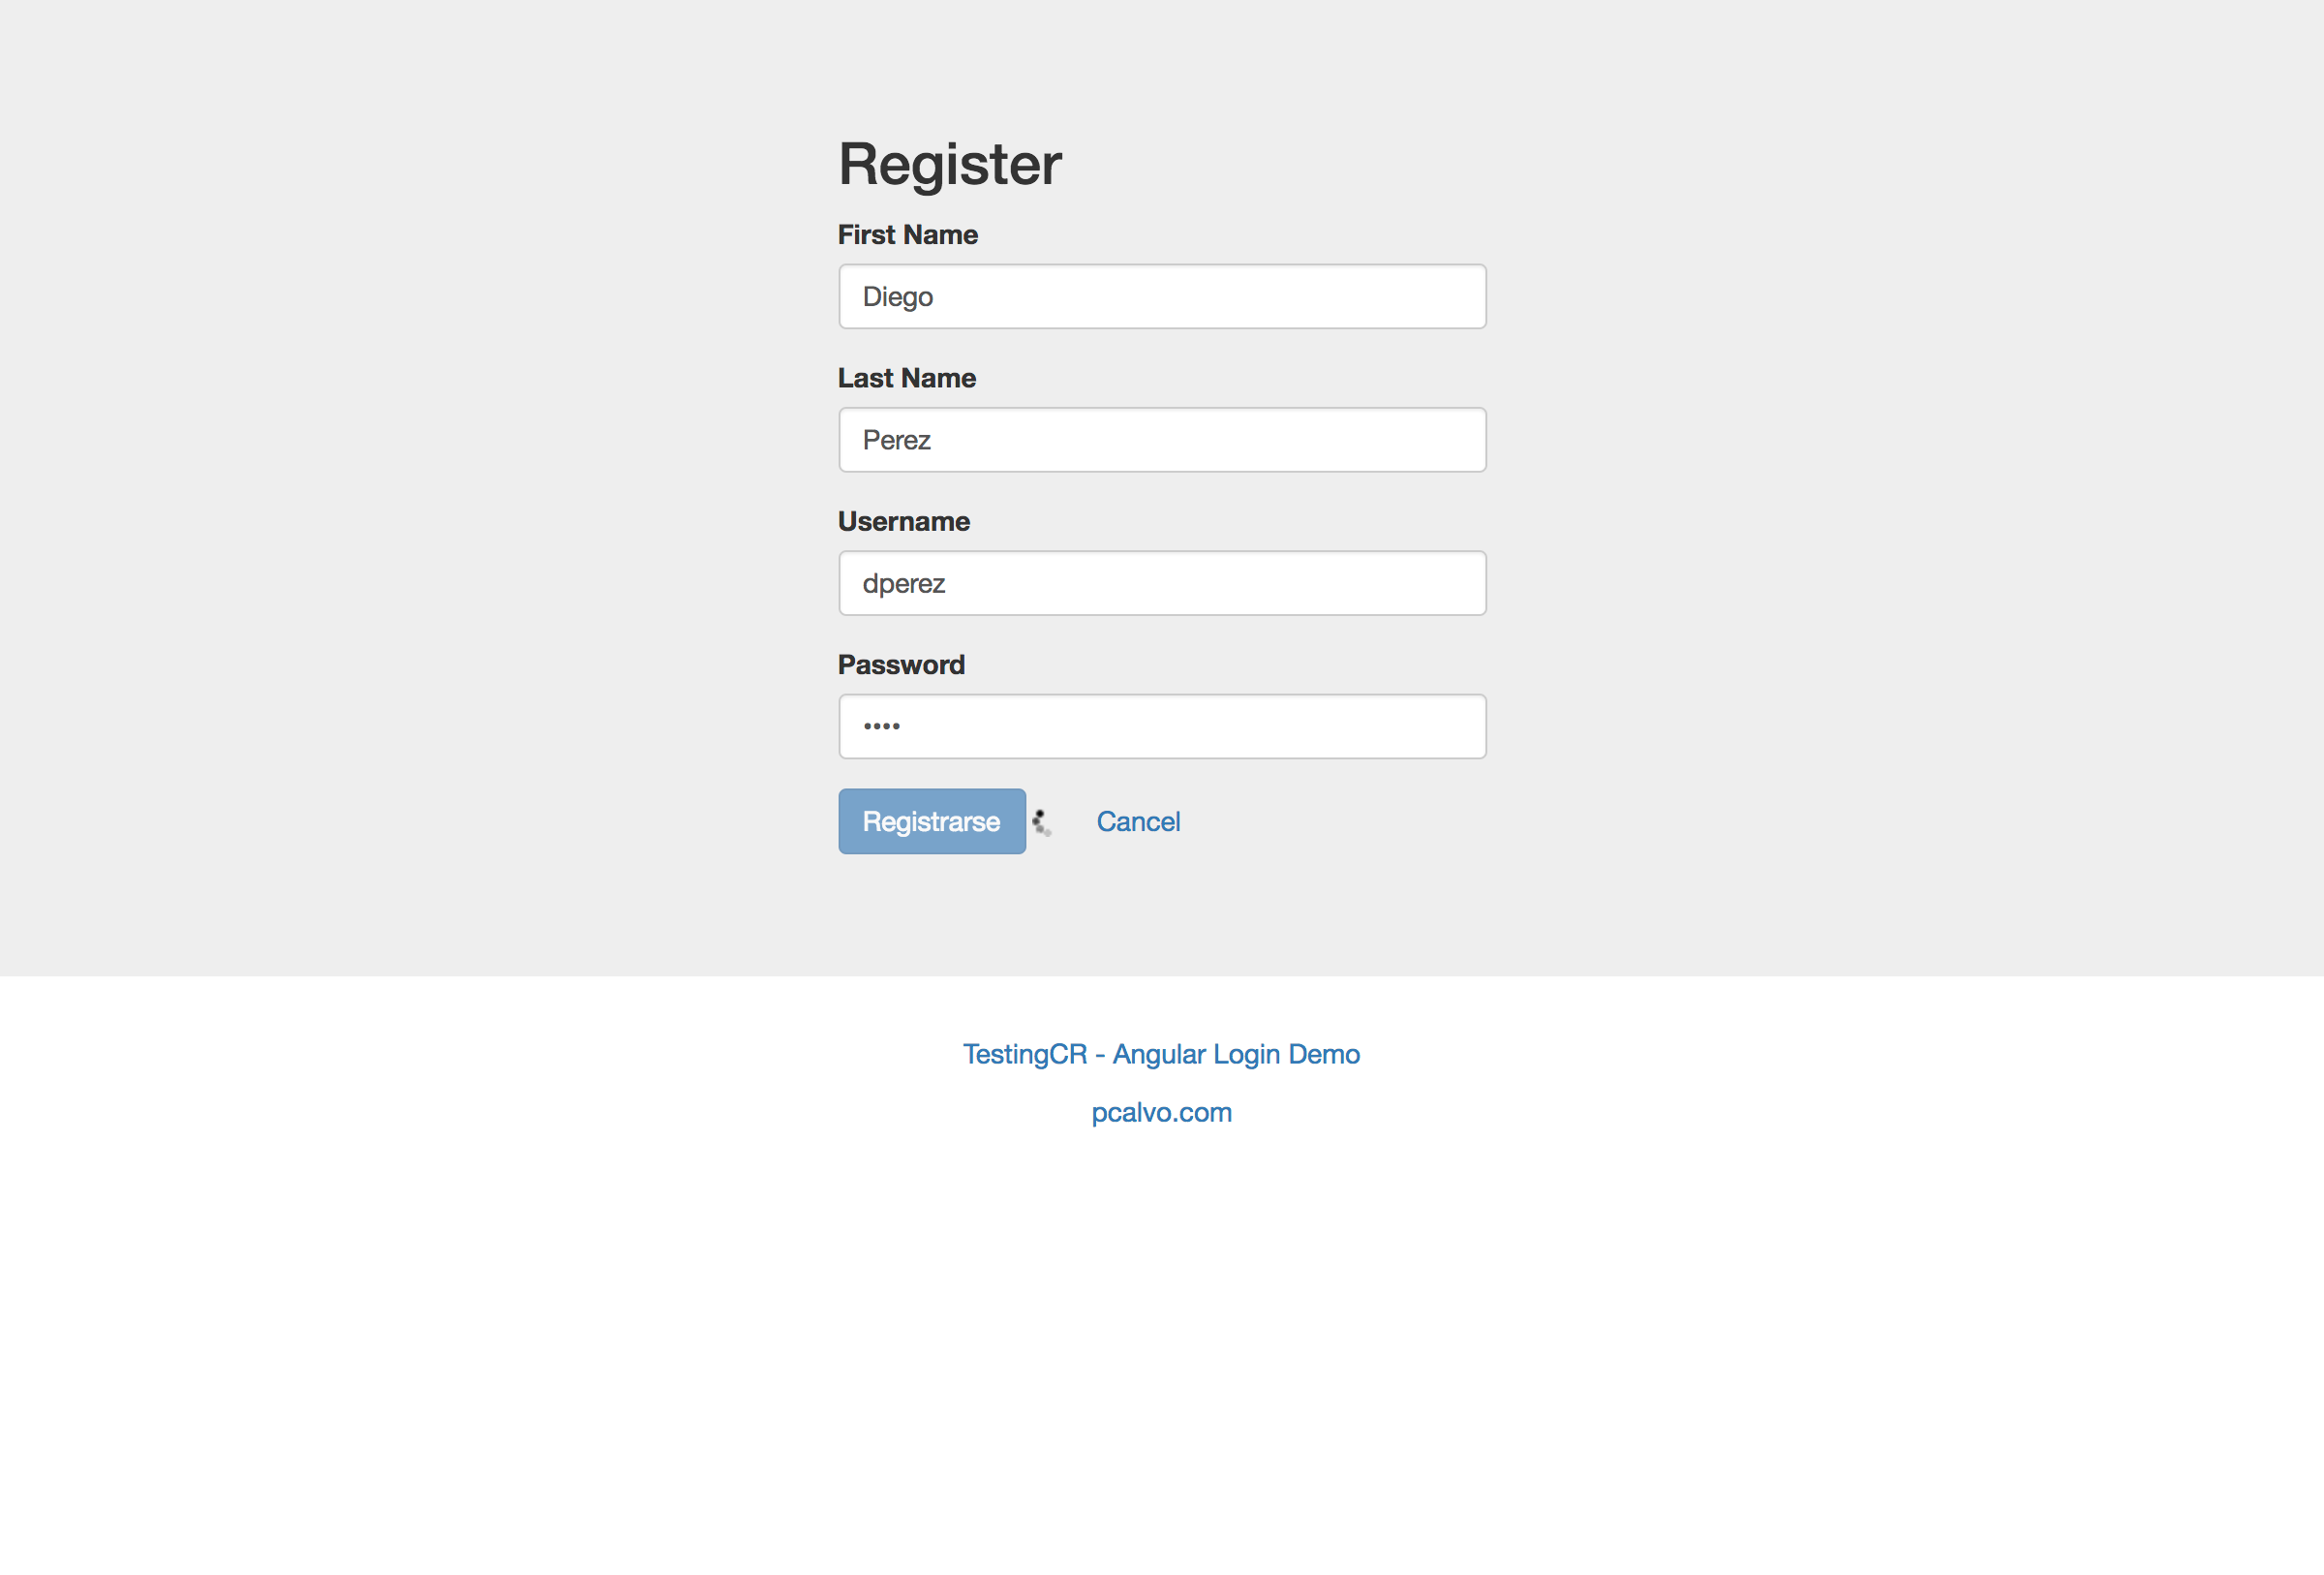 Register
First Name
Diego
Last Name
Perez
Username
dperez
Password
••••
Registrarse Cancel
TestingCR - Angular Login Demo
pcalvo.com